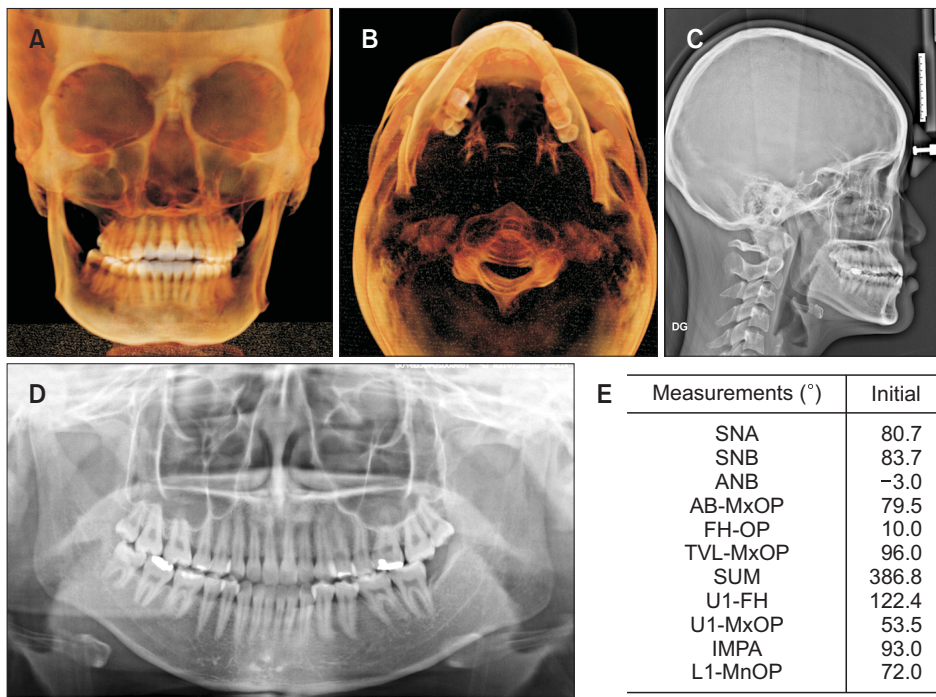 A
B
C
DG
D
E
Measurements (°) Initial
SNA 80.7
SNB 83.7
ANB −3.0
AB-MxOP 79.5
FH-OP 10.0
TVL-MxOP 96.0
SUM 386.8
U1-FH 122.4
U1-MxOP 53.5
IMPA 93.0
L1-MnOP 72.0